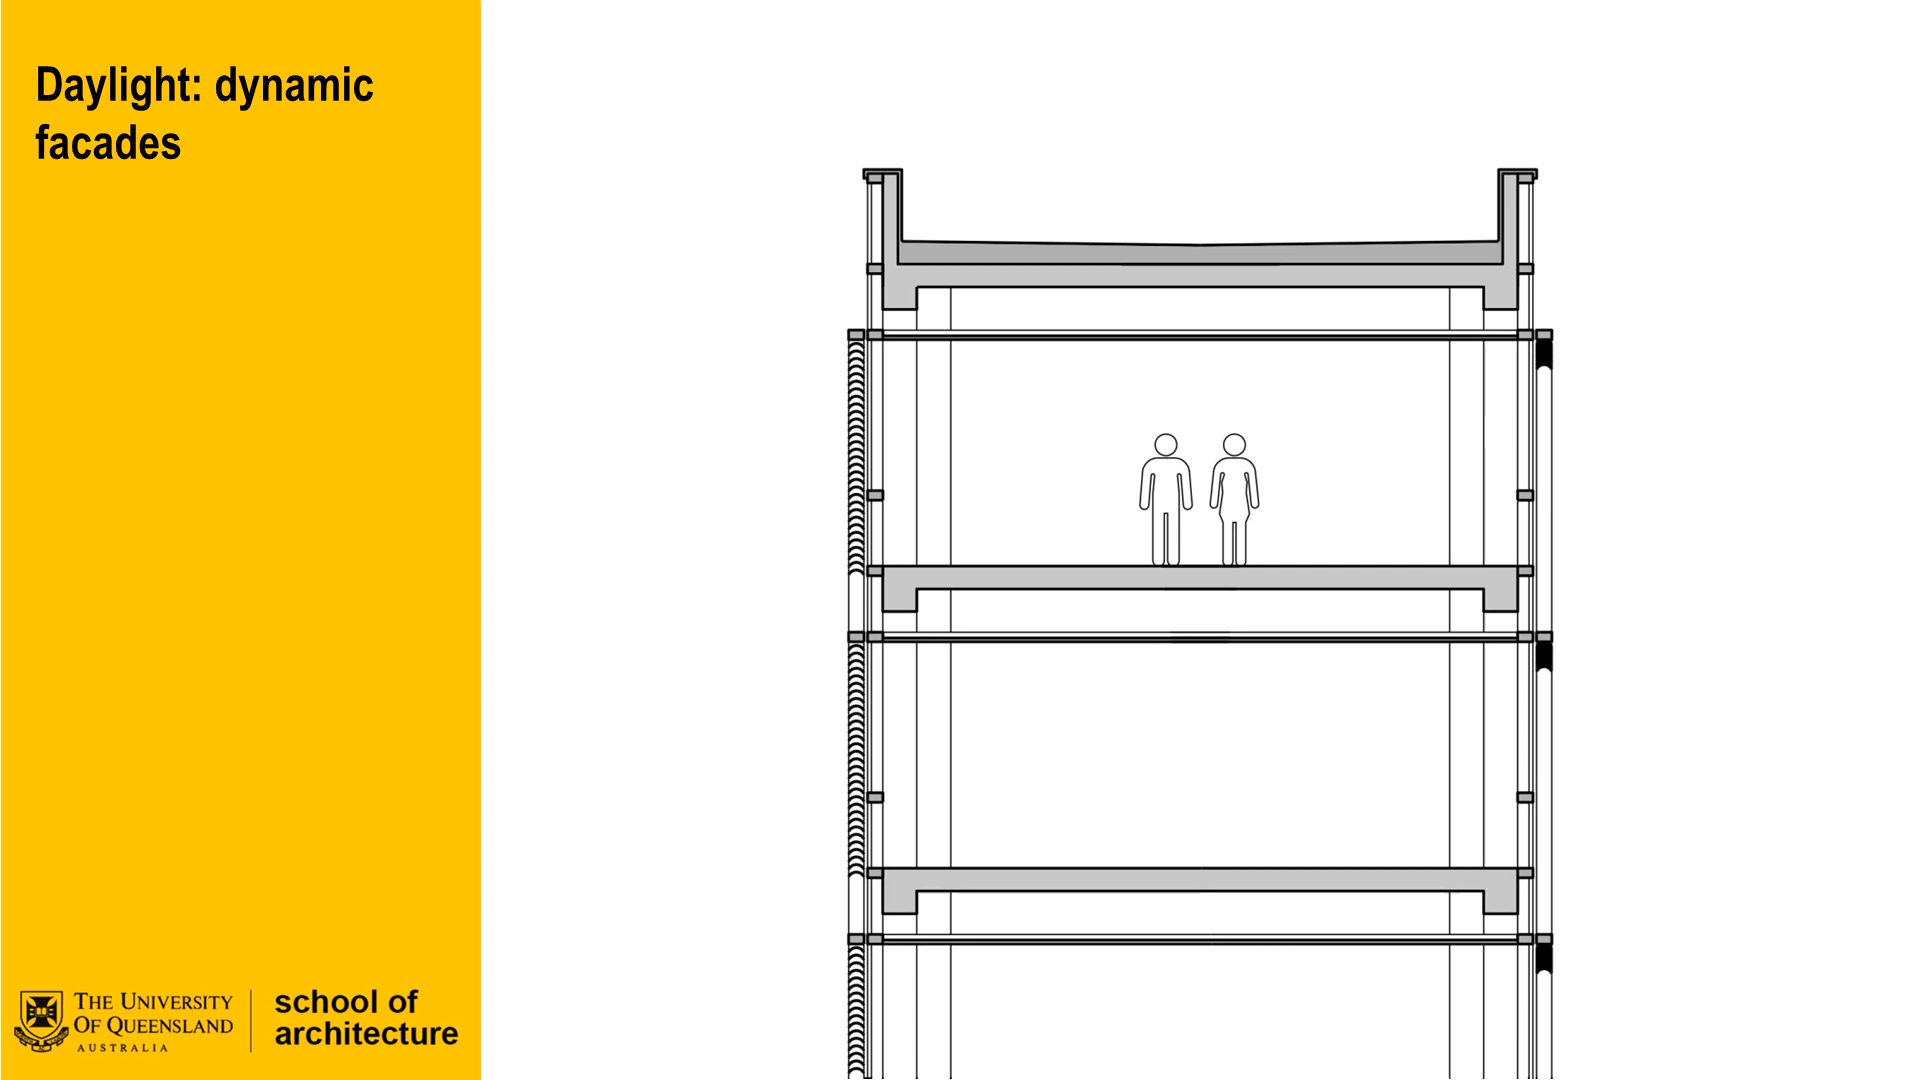 Daylight: dynamic
facades
THE UNIVERSITY
OF QUEENSLAND
AUSTRALIA
school of
architecture